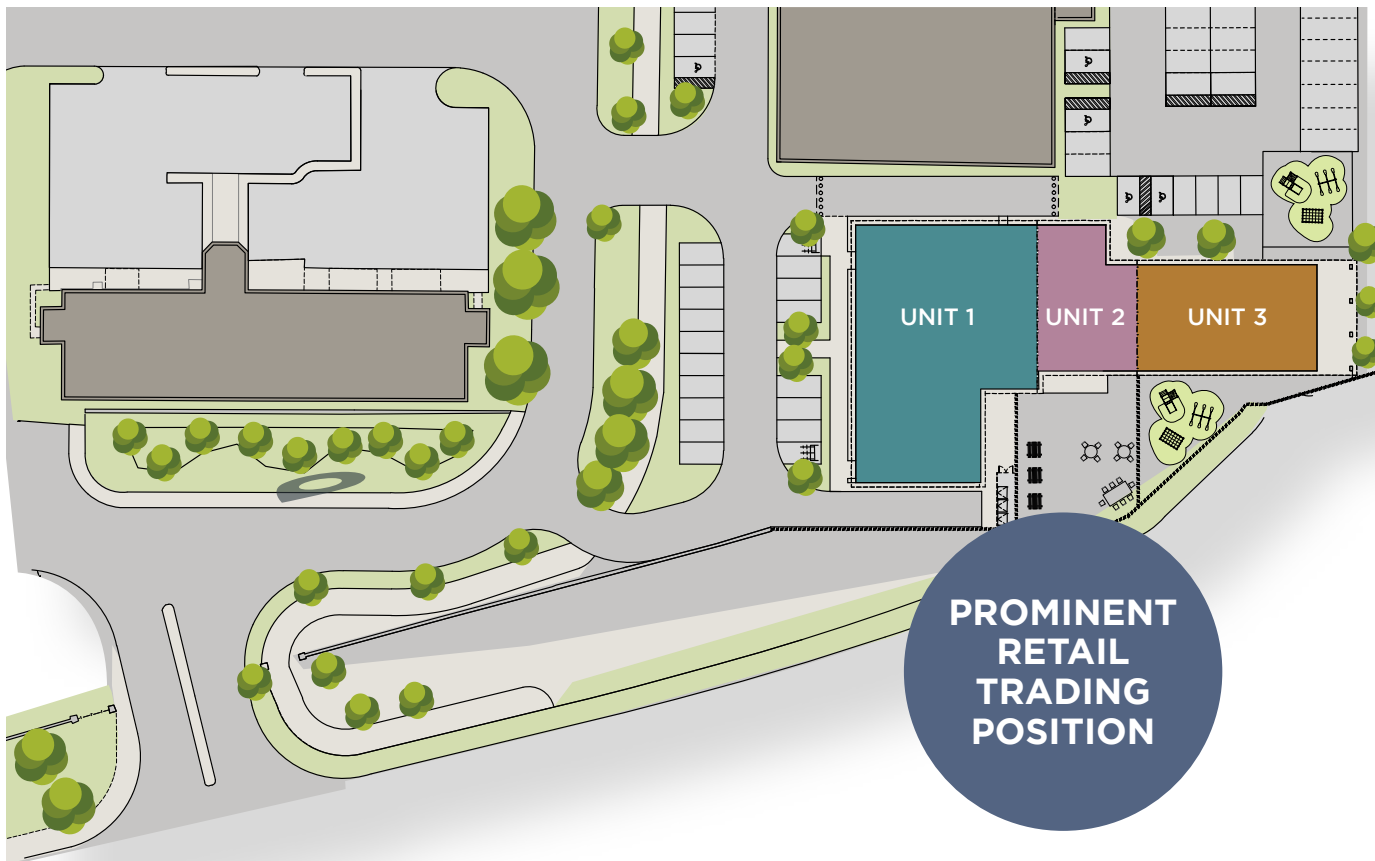 UNIT 1
UNIT 2
UNIT 3
PROMINENT
RETAIL
TRADING
POSITION